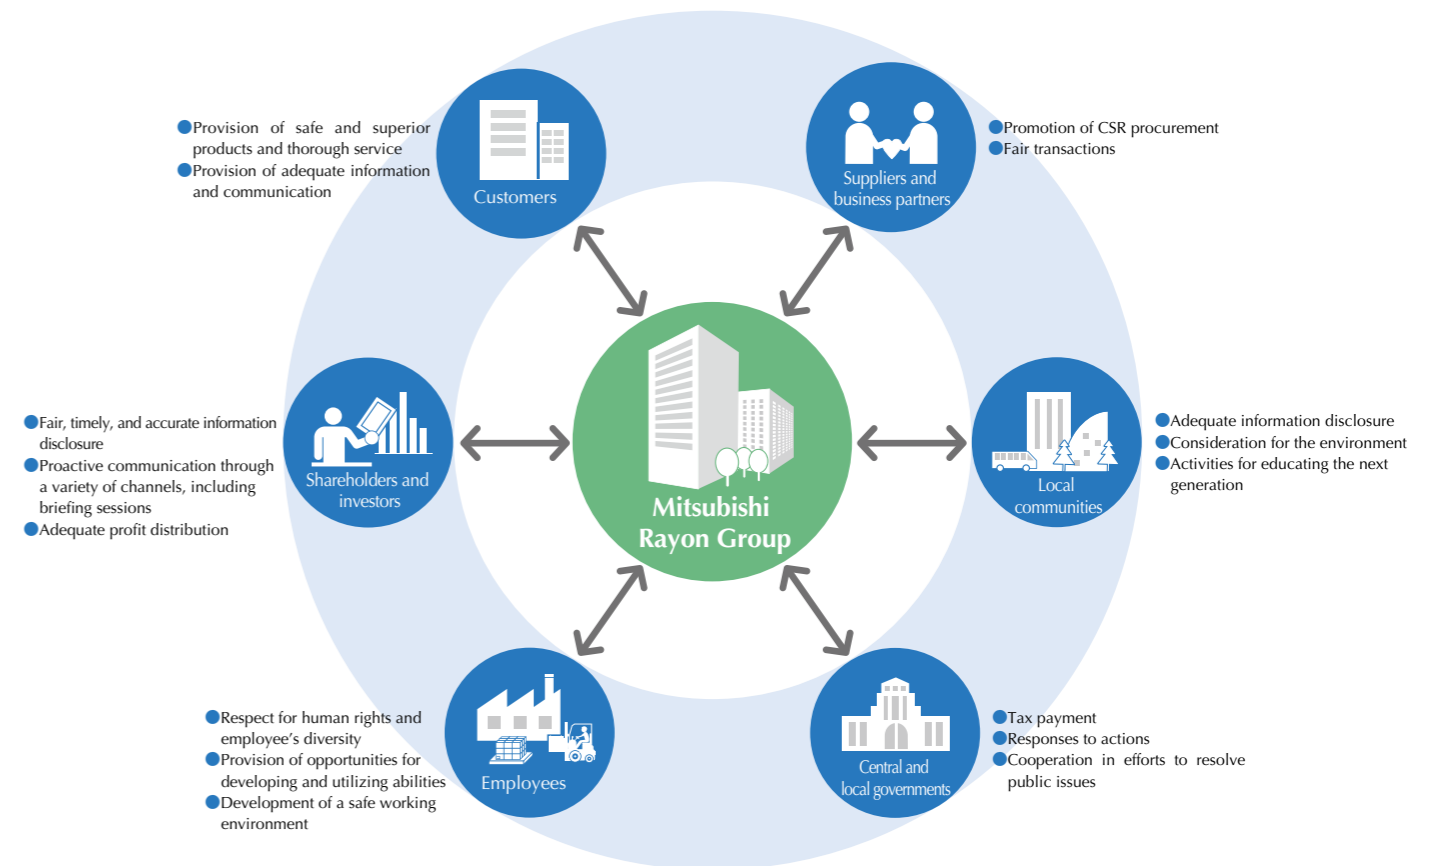 ●Provision of safe and superior
products and thorough service
●Provision of adequate information
and communication
Customers
Suppliers and
business partners
●Promotion of CSR procurement
●Fair transactions
●Fair, timely, and accurate information
disclosure
●Proactive communication through
a variety of channels, including
briefing sessions
●Adequate profit distribution
Shareholders and
investors
Mitsubishi
Rayon Group
Local
communities
●Adequate information disclosure
●Consideration for the environment
●Activities for educating the next
generation
●Respect for human rights and
employee’s diversity
●Provision of opportunities for
developing and utilizing abilities
●Development of a safe working
environment
Employees
Central and
local governments
●Tax payment
●Responses to actions
●Cooperation in efforts to resolve
public issues